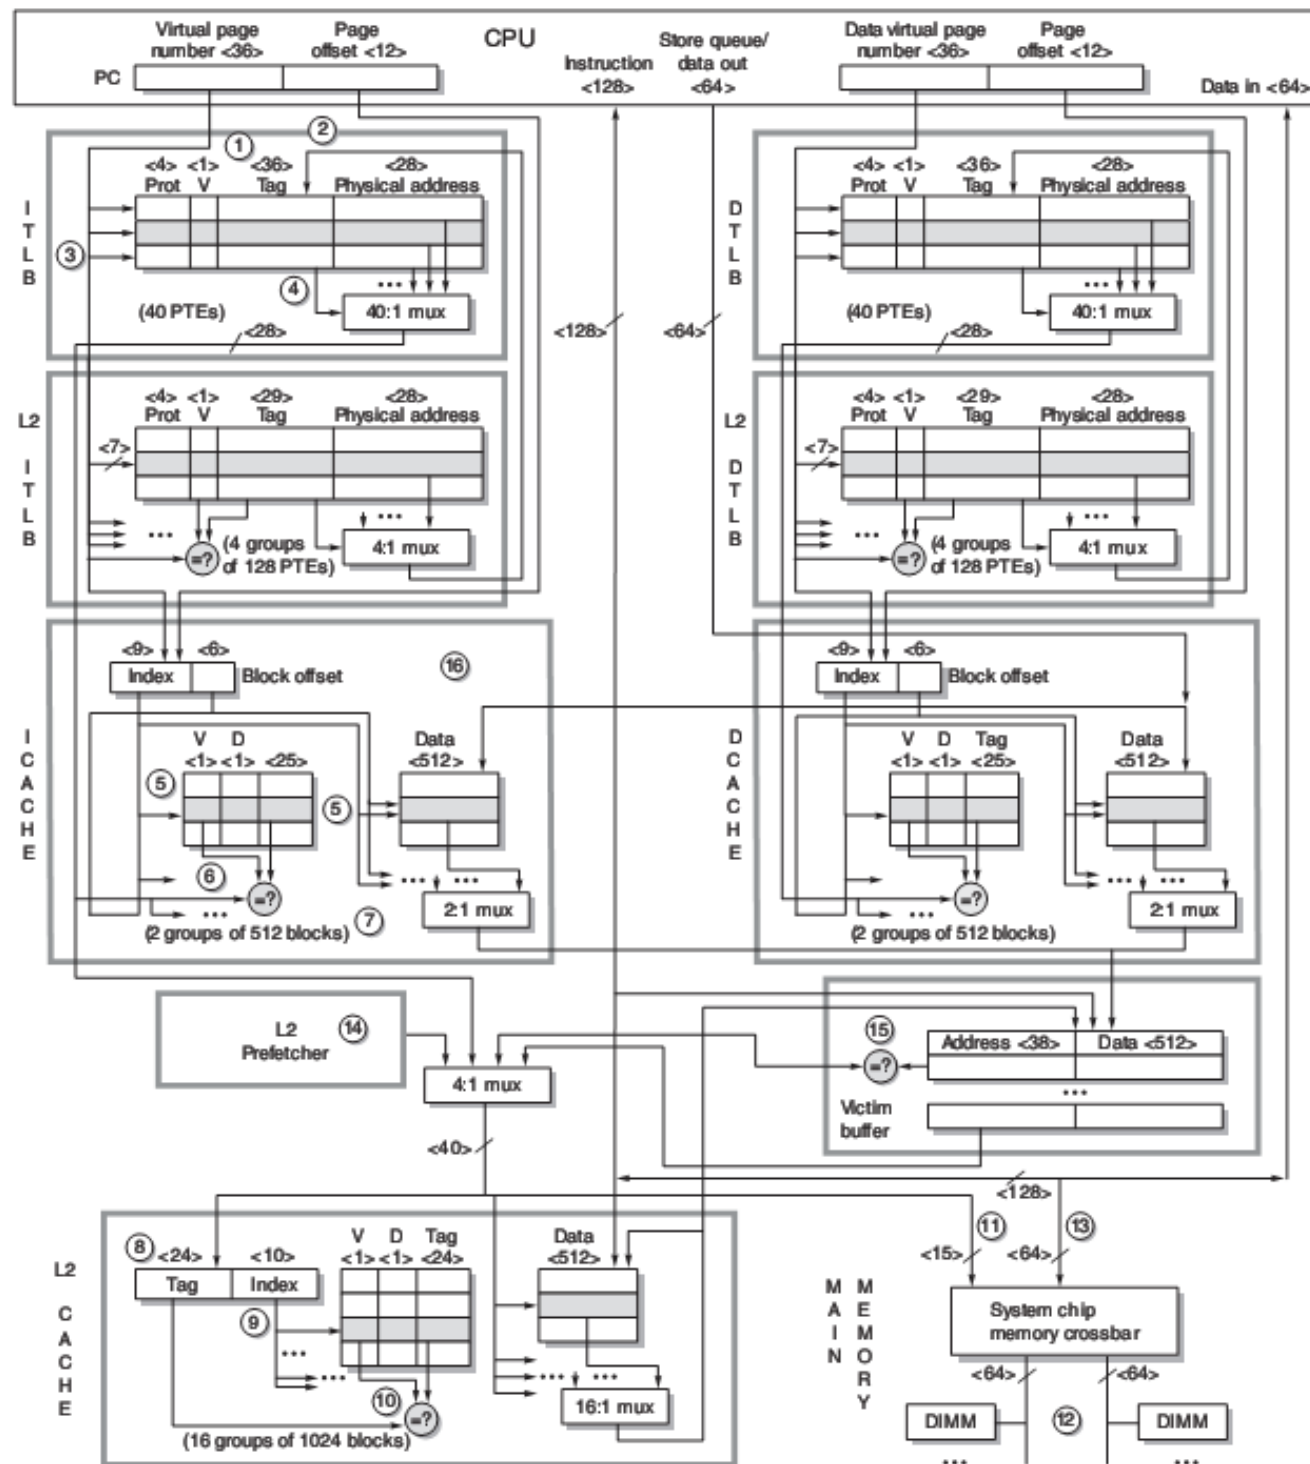 Virtual page
number <36>
Page
offset <12>
CPU
Instruction
<128>
Store queue/
data out
<64>
Data virtual page
number <36>
Page
offset <12>
Data in <64>
PC
1
2
<4> <1> <36> <28>
Prot V Tag Physical address
I
T
L
B
3
4
(40 PTEs)
40:1 mux
<28>
<128>
<64>
<4> <1> <36> <28>
Prot V Tag Physical address
D
T
L
B
(40 PTEs)
40:1 mux
<28>
L2
I
T
L
B
<4> <1> <29> <28>
Prot V Tag Physical address
<7>
...
...
=?
(4 groups
of 128 PTEs)
4:1 mux
L2
D
T
L
B
<4> <1> <29> <28>
Prot V Tag Physical address
<7>
...
...
=?
(4 groups
of 128 PTEs)
4:1 mux
I
C
A
C
H
E
<9> <6>
Index
Block offset
16
V D
<1> <1> <25>
Data
<512>
5
5
6
=?
7
... ...
...
2:1 mux
(2 groups of 512 blocks)
D
C
A
C
H
E
<9> <6>
Index
Block offset
V D Tag
<1> <1> <25>
Data
<512>
=?
... ...
...
2:1 mux
(2 groups of 512 blocks)
L2
Prefetcher
14
4:1 mux
<40>
15
=?
Address <38> Data <512>
...
Victim
buffer
<128>
11
13
<15>
<64>
L2
C
A
C
H
E
8
<24> <10>
Tag Index
9
V D Tag
<1> <1> <24>
Data
<512>
...
...
10
=?
... ...
16:1 mux
(16 groups of 1024 blocks)
M
A
I
N
M
E
M
O
R
Y
System chip
memory crossbar
<64> <64>
DIMM
12
DIMM
... ...